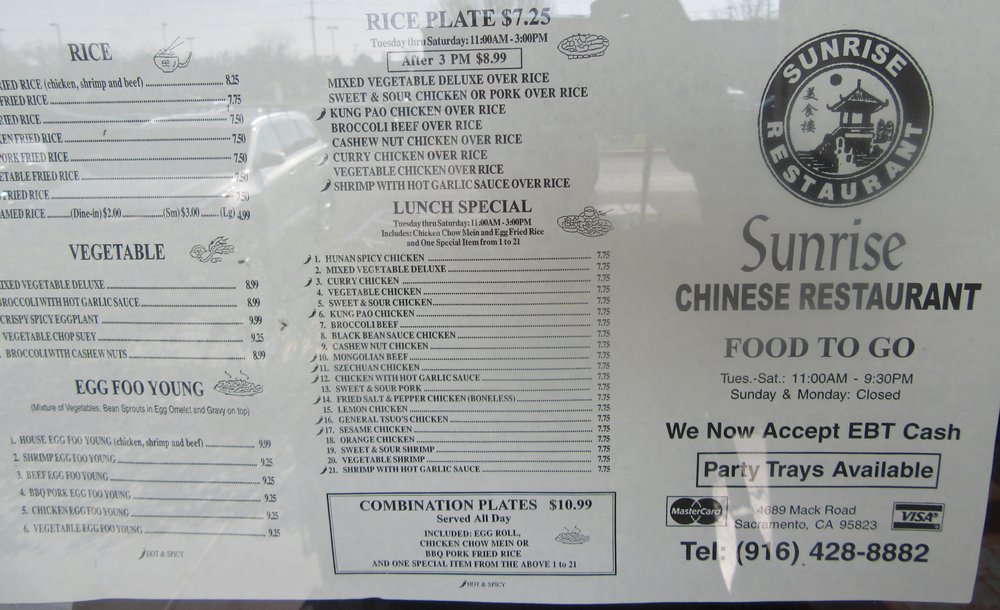 RICE
RIED RICE (chicken, shrimp and beef) 8.25
FRIED RICE 7.75
RIED RICE 7.50
KEN FRIED RICE 7.50
PORK FRIED RICE 7.50
ETABLE FRIED RICE 7.50
FRIED RICE 7.50
AMED RICE (Dine-in) $2.00 (Sm) $3.00 (Lg) 4.99
VEGETABLE
IXED VEGETABLE DELUXE 8.99
BROCCOLI WITH HOT GARLIC SAUCE 8.99
CRISPY SPICY EGGPLANT 9.99
VEGETABLE CHOP SUEY 9.25
BROCCOLI WITH CASHEW NUTS 8.99
EGG FOO YOUNG
(Mixture of Vegetables, Bean Sprouts in Egg Omelet and Gravy on top)
1. HOUSE EGG FOO YOUNG (chicken, shrimp and beef) 9.99
2. SHRIMP EGG FOO YOUNG 9.25
3. BEEF EGG FOO YOUNG 9.25
4. BBQ PORK EGG FOO YOUNG 9.25
5. CHICKEN EGG FOO YOUNG 9.25
6. VEGETABLE EGG FOO YOUNG 9.25
HOT & SPICY
RICE PLATE $7.25
Tuesday thru Saturday: 11:00AM - 3:00PM
After 3 PM $8.99
MIXED VEGETABLE DELUXE OVER RICE
SWEET & SOUR CHICKEN OR PORK OVER RICE
KUNG PAO CHICKEN OVER RICE
BROCCOLI BEEF OVER RICE
CASHEW NUT CHICKEN OVER RICE
CURRY CHICKEN OVER RICE
VEGETABLE CHICKEN OVER RICE
SHRIMP WITH HOT GARLIC SAUCE OVER RICE
LUNCH SPECIAL
Tuesday thru Saturday: 11:00AM - 3:00PM
Includes: Chicken Chow Mein and Egg Fried Rice
and One Special Item from 1 to 21
1. HUNAN SPICY CHICKEN 7.75
2. MIXED VEGETABLE DELUXE 7.75
3. CURRY CHICKEN 7.75
4. VEGETABLE CHICKEN 7.75
5. SWEET & SOUR CHICKEN 7.75
6. KUNG PAO CHICKEN 7.75
7. BROCCOLI BEEF 7.75
8. BLACK BEAN SAUCE CHICKEN 7.75
9. CASHEW NUT CHICKEN 7.75
10. MONGOLIAN BEEF 7.75
11. SZECHUAN CHICKEN 7.75
12. CHICKEN WITH HOT GARLIC SAUCE 7.75
13. SWEET & SOUR PORK 7.75
14. FRIED SALT & PEPPER CHICKEN (BONELESS) 7.75
15. LEMON CHICKEN 7.75
16. GENERAL TSUO'S CHICKEN 7.75
17. SESAME CHICKEN 7.75
18. ORANGE CHICKEN 7.75
19. SWEET & SOUR SHRIMP 7.75
20. VEGETABLE SHRIMP 7.75
21. SHRIMP WITH HOT GARLIC SAUCE 7.75
COMBINATION PLATES $10.99
Served All Day
INCLUDED: EGG ROLL,
CHICKEN CHOW MEIN OR
BBQ PORK FRIED RICE
AND ONE SPECIAL ITEM FROM THE ABOVE 1 to 21
HOT & SPICY
SUNRISE
美食樓
RESTAURANT
Sunrise
CHINESE RESTAURANT
FOOD TO GO
Tues.-Sat.: 11:00AM - 9:30PM
Sunday & Monday: Closed
We Now Accept EBT Cash
Party Trays Available
MasterCard
4689 Mack Road
Sacramento, CA 95823
VISA
Tel: (916) 428-8882